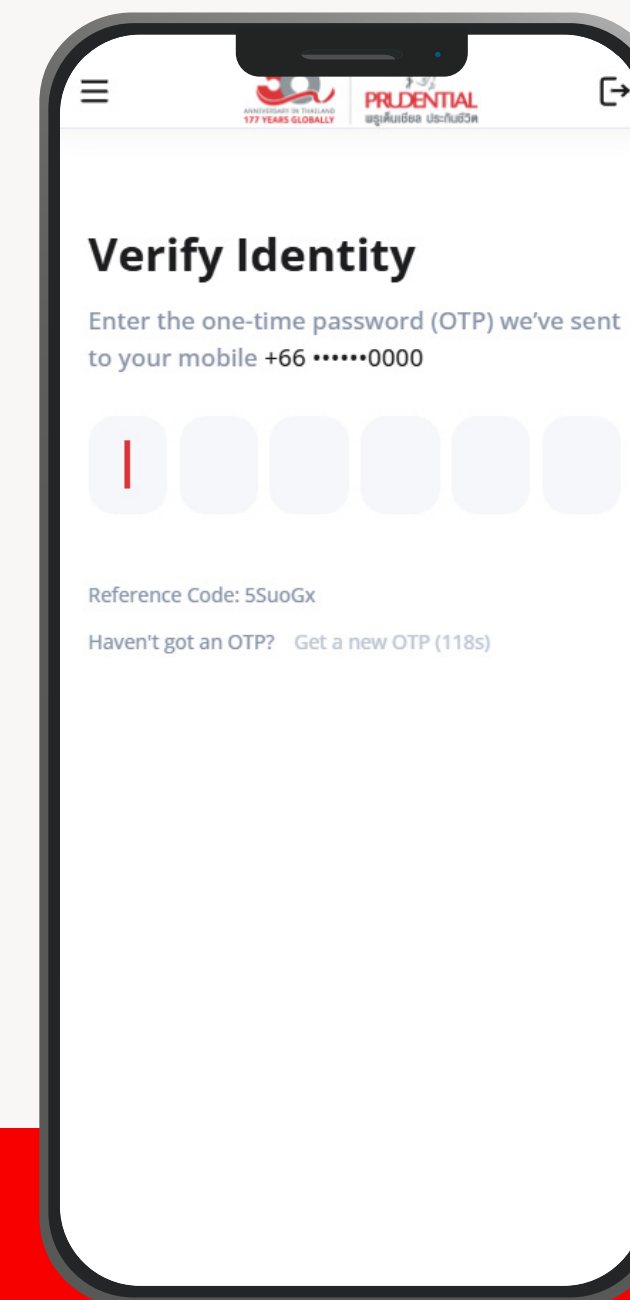 ANNIVERSARY IN THAILAND
177 YEARS GLOBALLY
PRUDENTIAL
พรูเด็นเชียล ประกันชีวิต
Verify Identity
Enter the one-time password (OTP) we’ve sent
to your mobile +66 ••••••0000
Reference Code: 5SuoGx
Haven't got an OTP? Get a new OTP (118s)